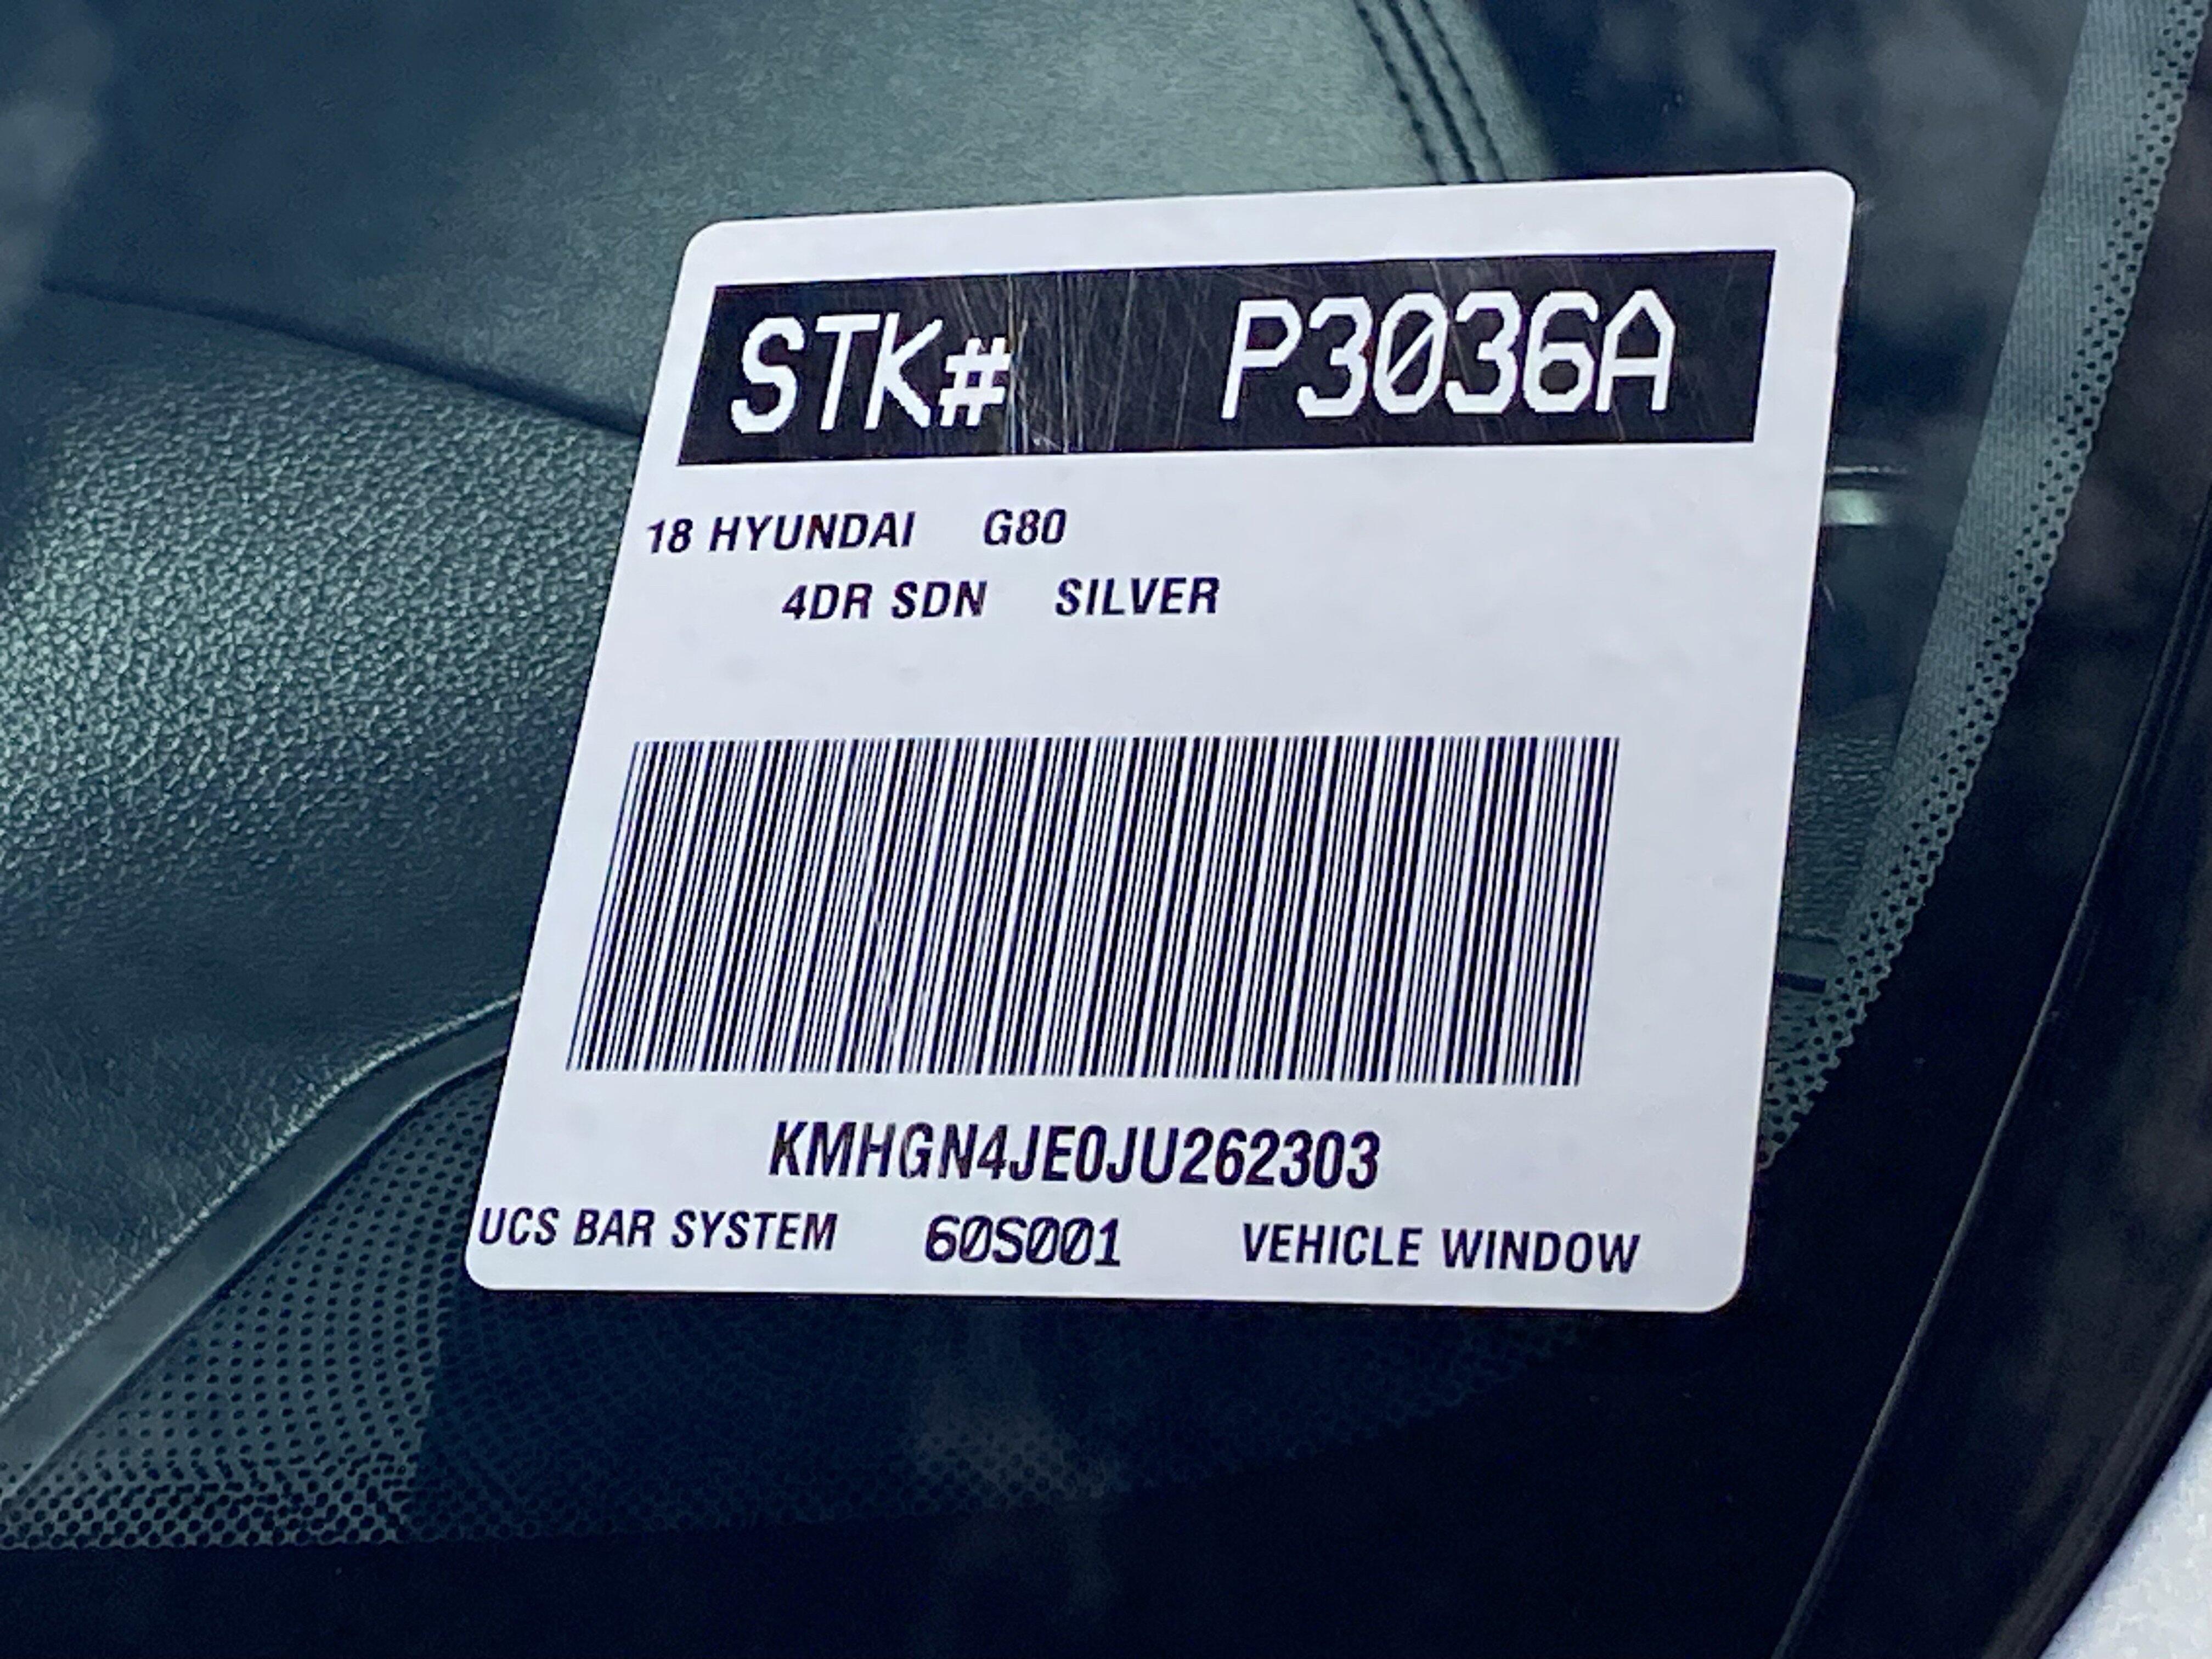 STK# P3036A
18 HYUNDAI G80
4DR SDN SILVER
KMHGN4JE0JU262303
UCS BAR SYSTEM 60S001 VEHICLE WINDOW